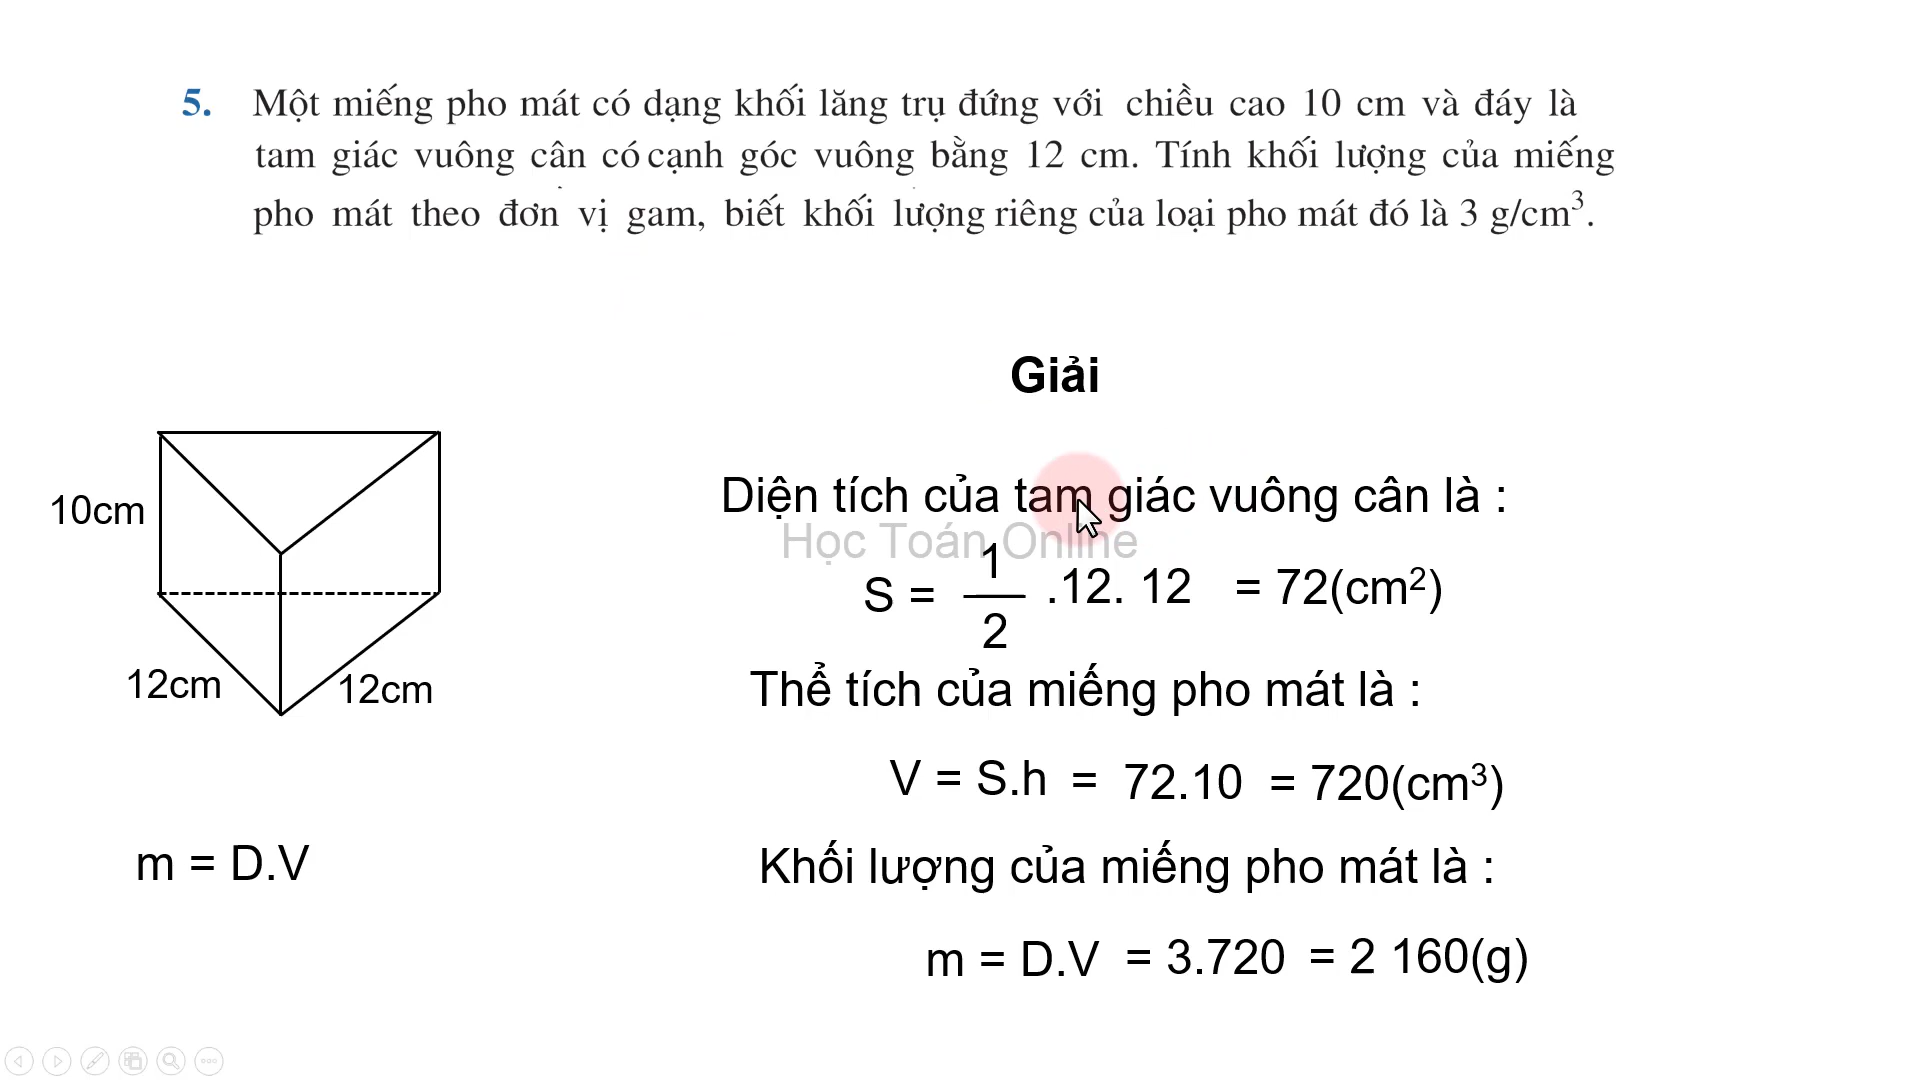 5. Một miếng pho mát có dạng khối lăng trụ đứng với chiều cao 10 cm và đáy là
tam giác vuông cân có cạnh góc vuông bằng 12 cm. Tính khối lượng của miếng
pho mát theo đơn vị gam, biết khối lượng riêng của loại pho mát đó là 3 g/cm³.
Giải
10cm
12cm
12cm
m = D.V
Diện tích của tam giác vuông cân là :
Học Toán Online
S = 1/2 .12. 12 = 72(cm²)
Thể tích của miếng pho mát là :
V = S.h = 72.10 = 720(cm³)
Khối lượng của miếng pho mát là :
m = D.V = 3.720 = 2 160(g)